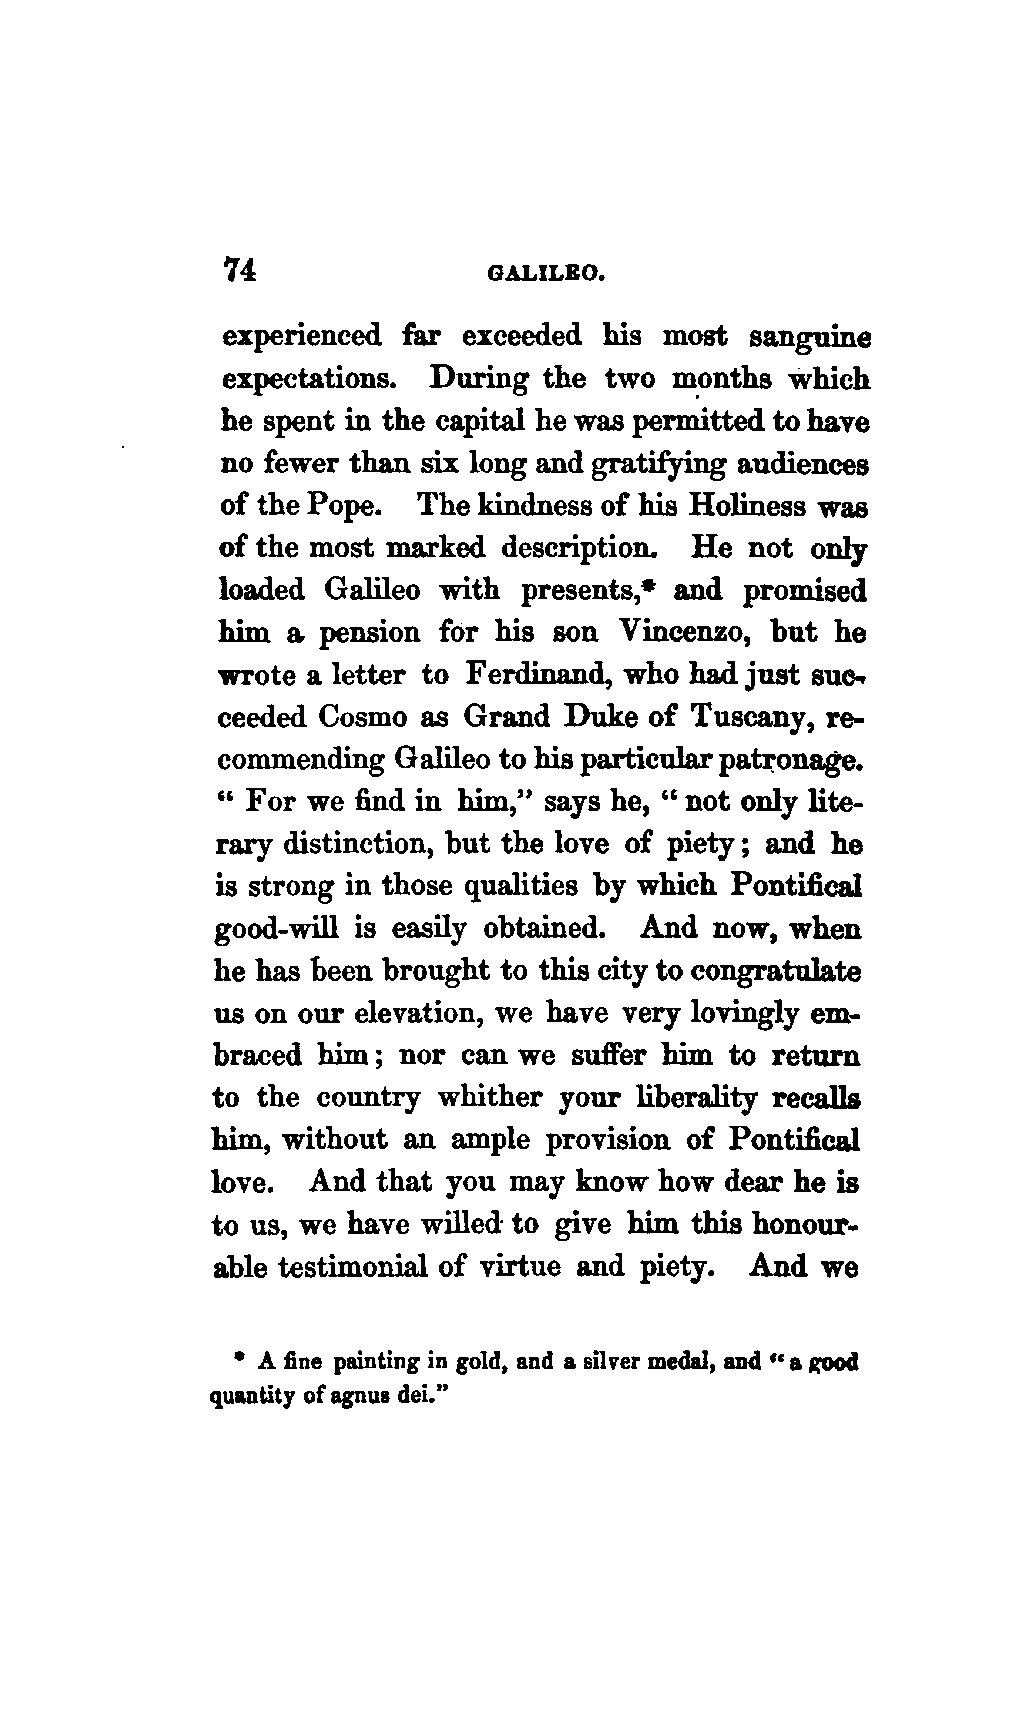 74 GALILEO.
experienced far exceeded his most sanguine
expectations. During the two months which
he spent in the capital he was permitted to have
no fewer than six long and gratifying audiences
of the Pope. The kindness of his Holiness was
of the most marked description. He not only
loaded Galileo with presents,* and promised
him a pension for his son Vincenzo, but he
wrote a letter to Ferdinand, who had just suc-
ceeded Cosmo as Grand Duke of Tuscany, re-
commending Galileo to his particular patronage.
“ For we find in him,” says he, “ not only lite-
rary distinction, but the love of piety ; and he
is strong in those qualities by which Pontifical
good-will is easily obtained. And now, when
he has been brought to this city to congratulate
us on our elevation, we have very lovingly em-
braced him ; nor can we suffer him to return
to the country whither your liberality recalls
him, without an ample provision of Pontifical
love. And that you may know how dear he is
to us, we have willed to give him this honour-
able testimonial of virtue and piety. And we
* A fine painting in gold, and a silver medal, and “ a good
quantity of agnus dei.”